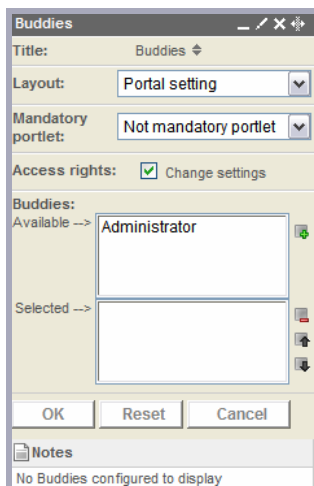 Buddies
Title: Buddies
Layout: Portal setting
Mandatory portlet: Not mandatory portlet
Access rights: Change settings
Buddies:
Available --> Administrator
Selected -->
OK Reset Cancel
Notes
No Buddies configured to display